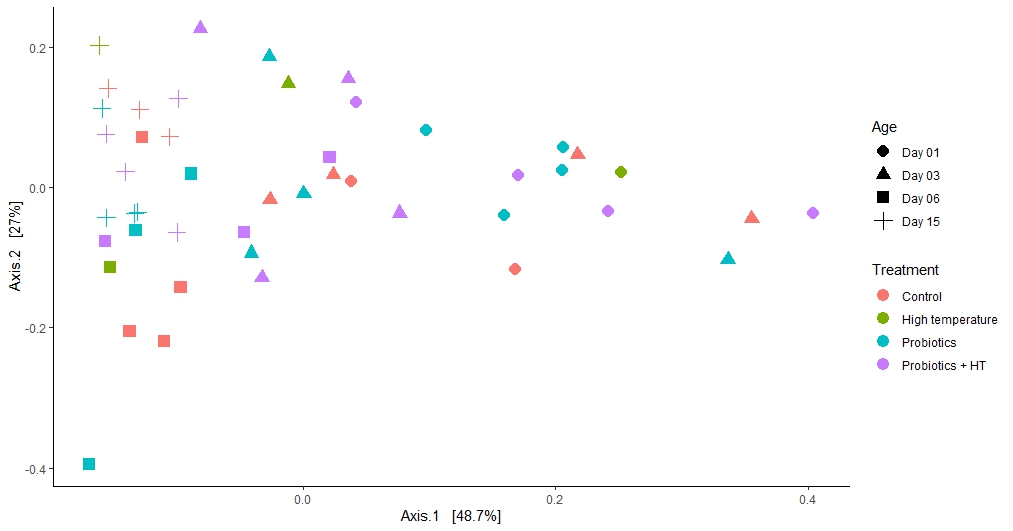 0.2
0.0
-0.2
-0.4
Axis.2 [27%]
0.0
0.2
0.4
Axis.1 [48.7%]
Age
Day 01
Day 03
Day 06
Day 15
Treatment
Control
High temperature
Probiotics
Probiotics + HT